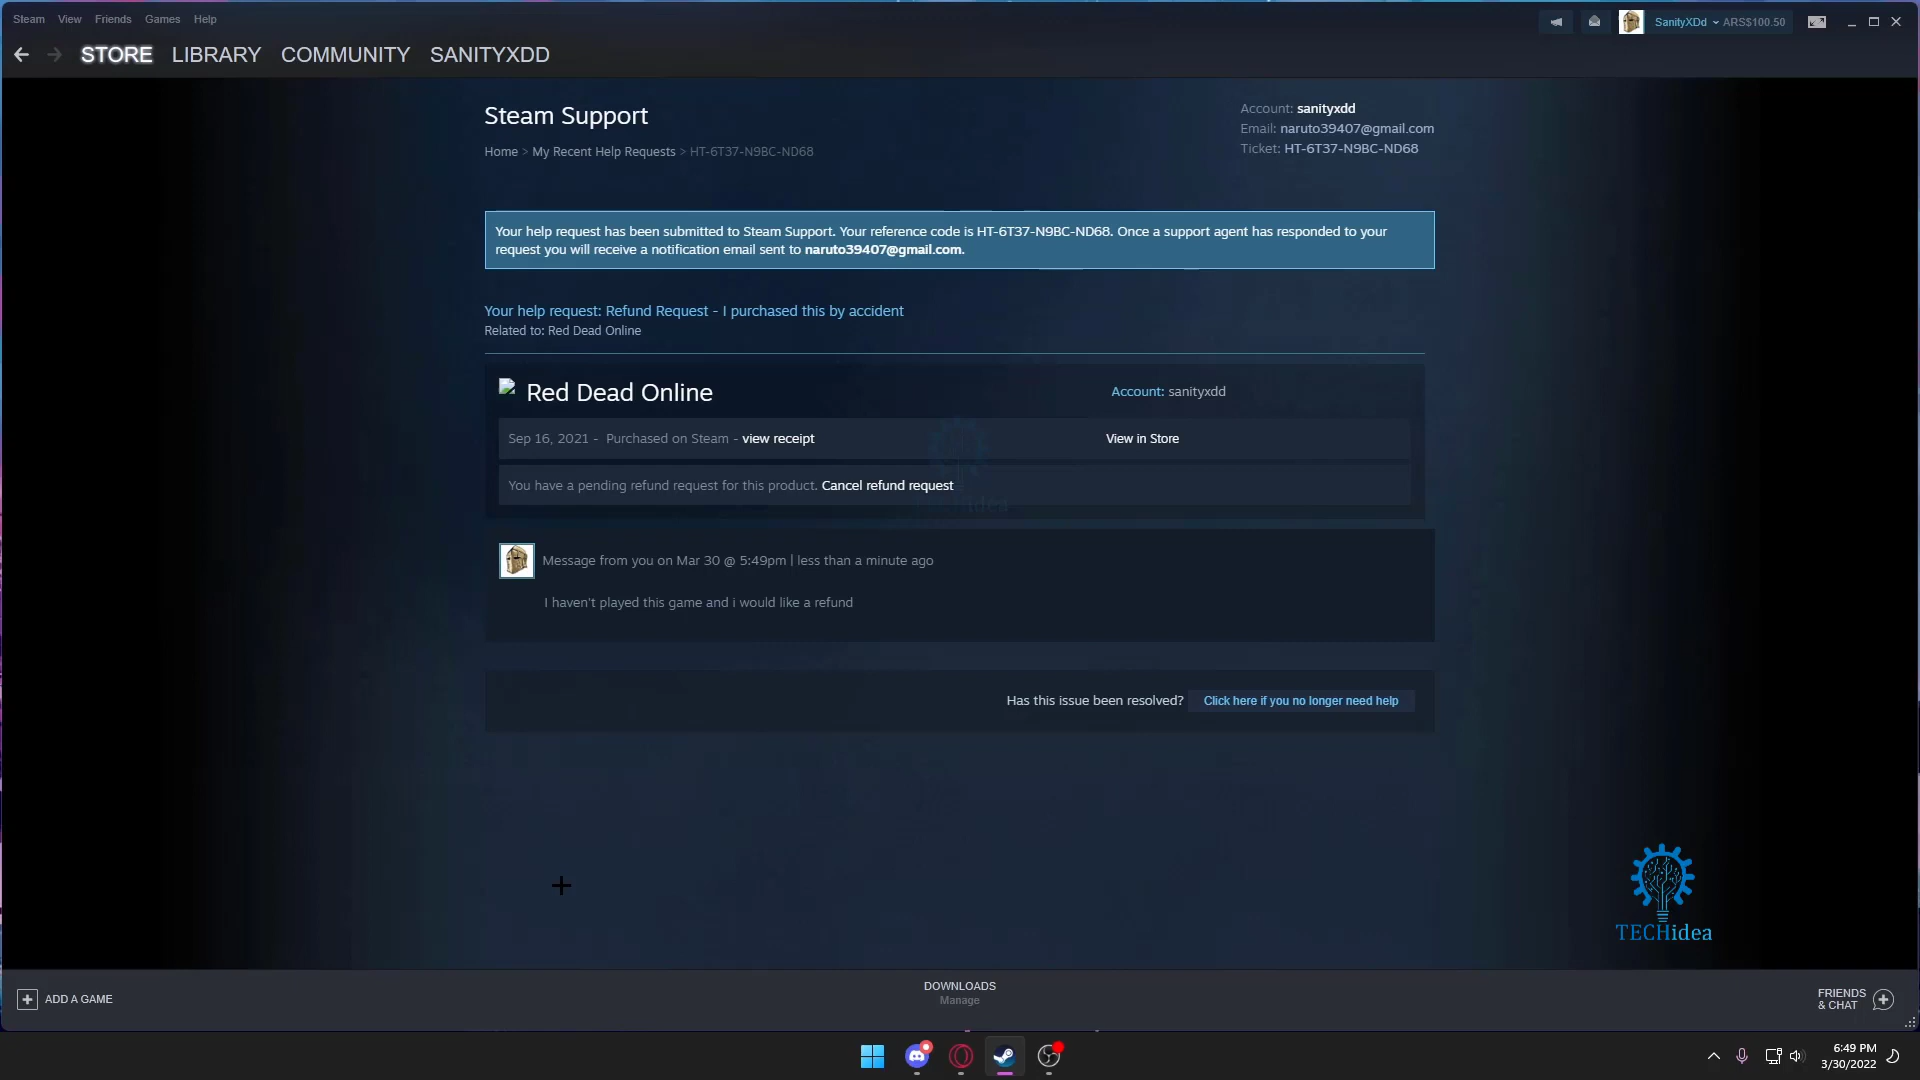 Steam View Friends Games Help
SanityXDd ARS$100.50
STORE LIBRARY COMMUNITY SANITYXDD
Steam Support
Account: sanityxdd
Email: naruto39407@gmail.com
Ticket: HT-6T37-N9BC-ND68
Home > My Recent Help Requests > HT-6T37-N9BC-ND68
Your help request has been submitted to Steam Support. Your reference code is HT-6T37-N9BC-ND68. Once a support agent has responded to your
request you will receive a notification email sent to naruto39407@gmail.com.
Your help request: Refund Request - I purchased this by accident
Related to: Red Dead Online
Red Dead Online
Account: sanityxdd
Sep 16, 2021 - Purchased on Steam - view receipt
View in Store
You have a pending refund request for this product. Cancel refund request
Message from you on Mar 30 @ 5:49pm | less than a minute ago
I haven't played this game and i would like a refund
Has this issue been resolved? Click here if you no longer need help
TECHidea
ADD A GAME
DOWNLOADS
Manage
FRIENDS
& CHAT
6:49 PM
3/30/2022